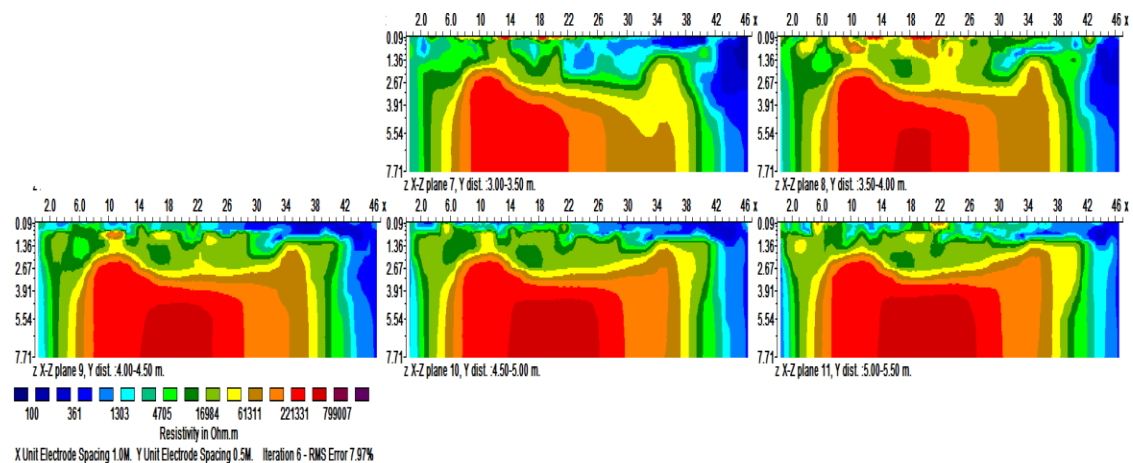 2.0 6.0 10 14 18 22 26 30 34 38 42 46 x
0.09
1.36
2.67
3.91
5.54
7.71
z X-Z plane 7, Y dist. :3.00-3.50 m.
2.0 6.0 10 14 18 22 26 30 34 38 42 46 x
0.09
1.36
2.67
3.91
5.54
7.71
z X-Z plane 8, Y dist. :3.50-4.00 m.
2.0 6.0 10 14 18 22 26 30 34 38 42 46 x
0.09
1.36
2.67
3.91
5.54
7.71
z X-Z plane 9, Y dist. :4.00-4.50 m.
2.0 6.0 10 14 18 22 26 30 34 38 42 46 x
0.09
1.36
2.67
3.91
5.54
7.71
z X-Z plane 10, Y dist. :4.50-5.00 m.
2.0 6.0 10 14 18 22 26 30 34 38 42 46 x
0.09
1.36
2.67
3.91
5.54
7.71
z X-Z plane 11, Y dist. :5.00-5.50 m.
100 361 1303 4705 16984 61311 221331 799007
Resistivity in Ohm.m
X Unit Electrode Spacing 1.0M. Y Unit Electrode Spacing 0.5M. Iteration 6 - RMS Error 7.97%